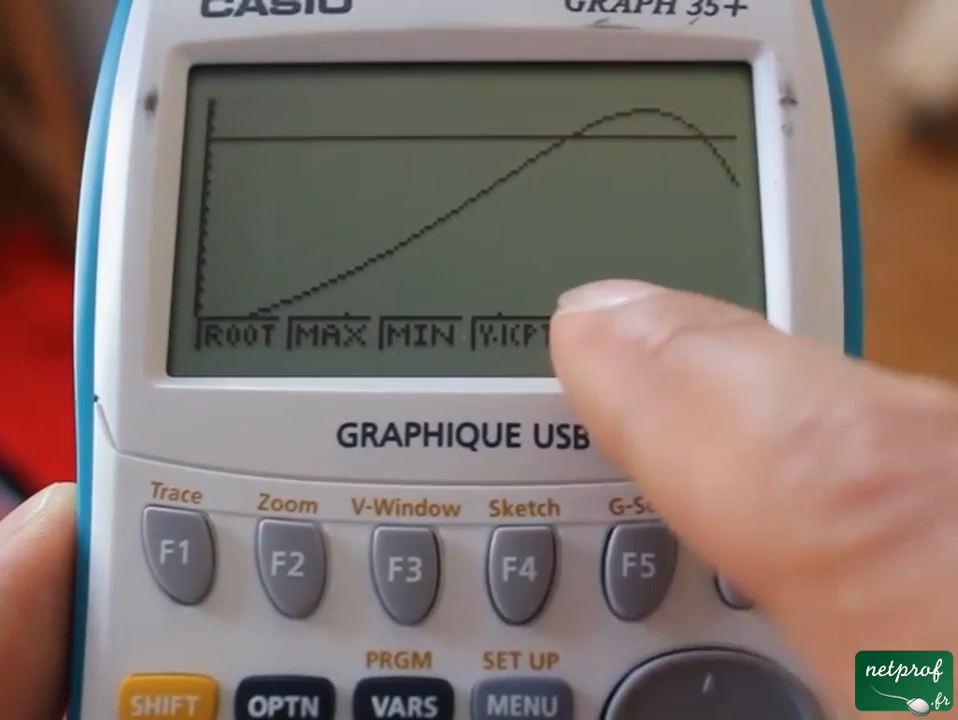 CASIO
GRAPH 35+
ROOT MAX MIN Y-ICPT
GRAPHIQUE USB
Trace Zoom V-Window Sketch
F1 F2 F3 F4 F5
PRGM SET UP
SHIFT OPTN VARS MENU
netprof
.fr